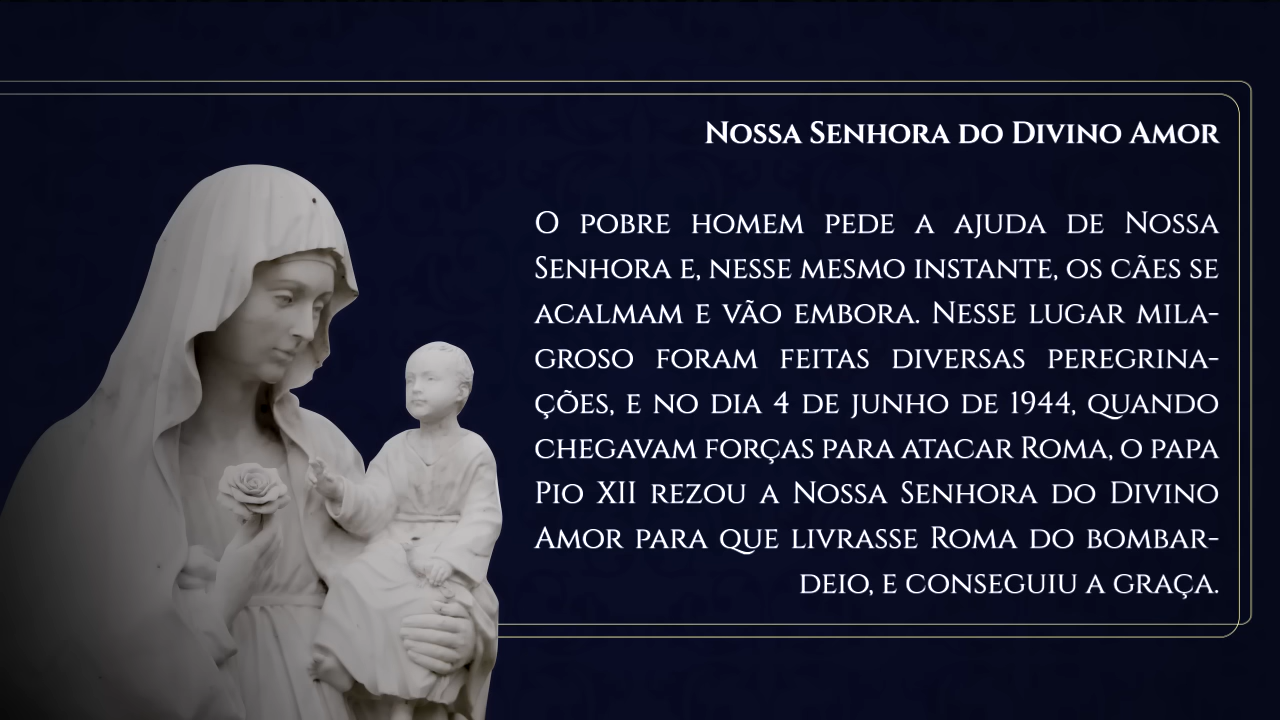 Nossa Senhora do Divino Amor
O pobre homem pede a ajuda de Nossa
Senhora e, nesse mesmo instante, os cães se
acalmam e vão embora. Nesse lugar mila-
groso foram feitas diversas peregrina-
ções, e no dia 4 de junho de 1944, quando
chegavam forças para atacar Roma, o papa
Pio XII rezou a Nossa Senhora do Divino
Amor para que livrasse Roma do bombar-
deio, e conseguiu a graça.